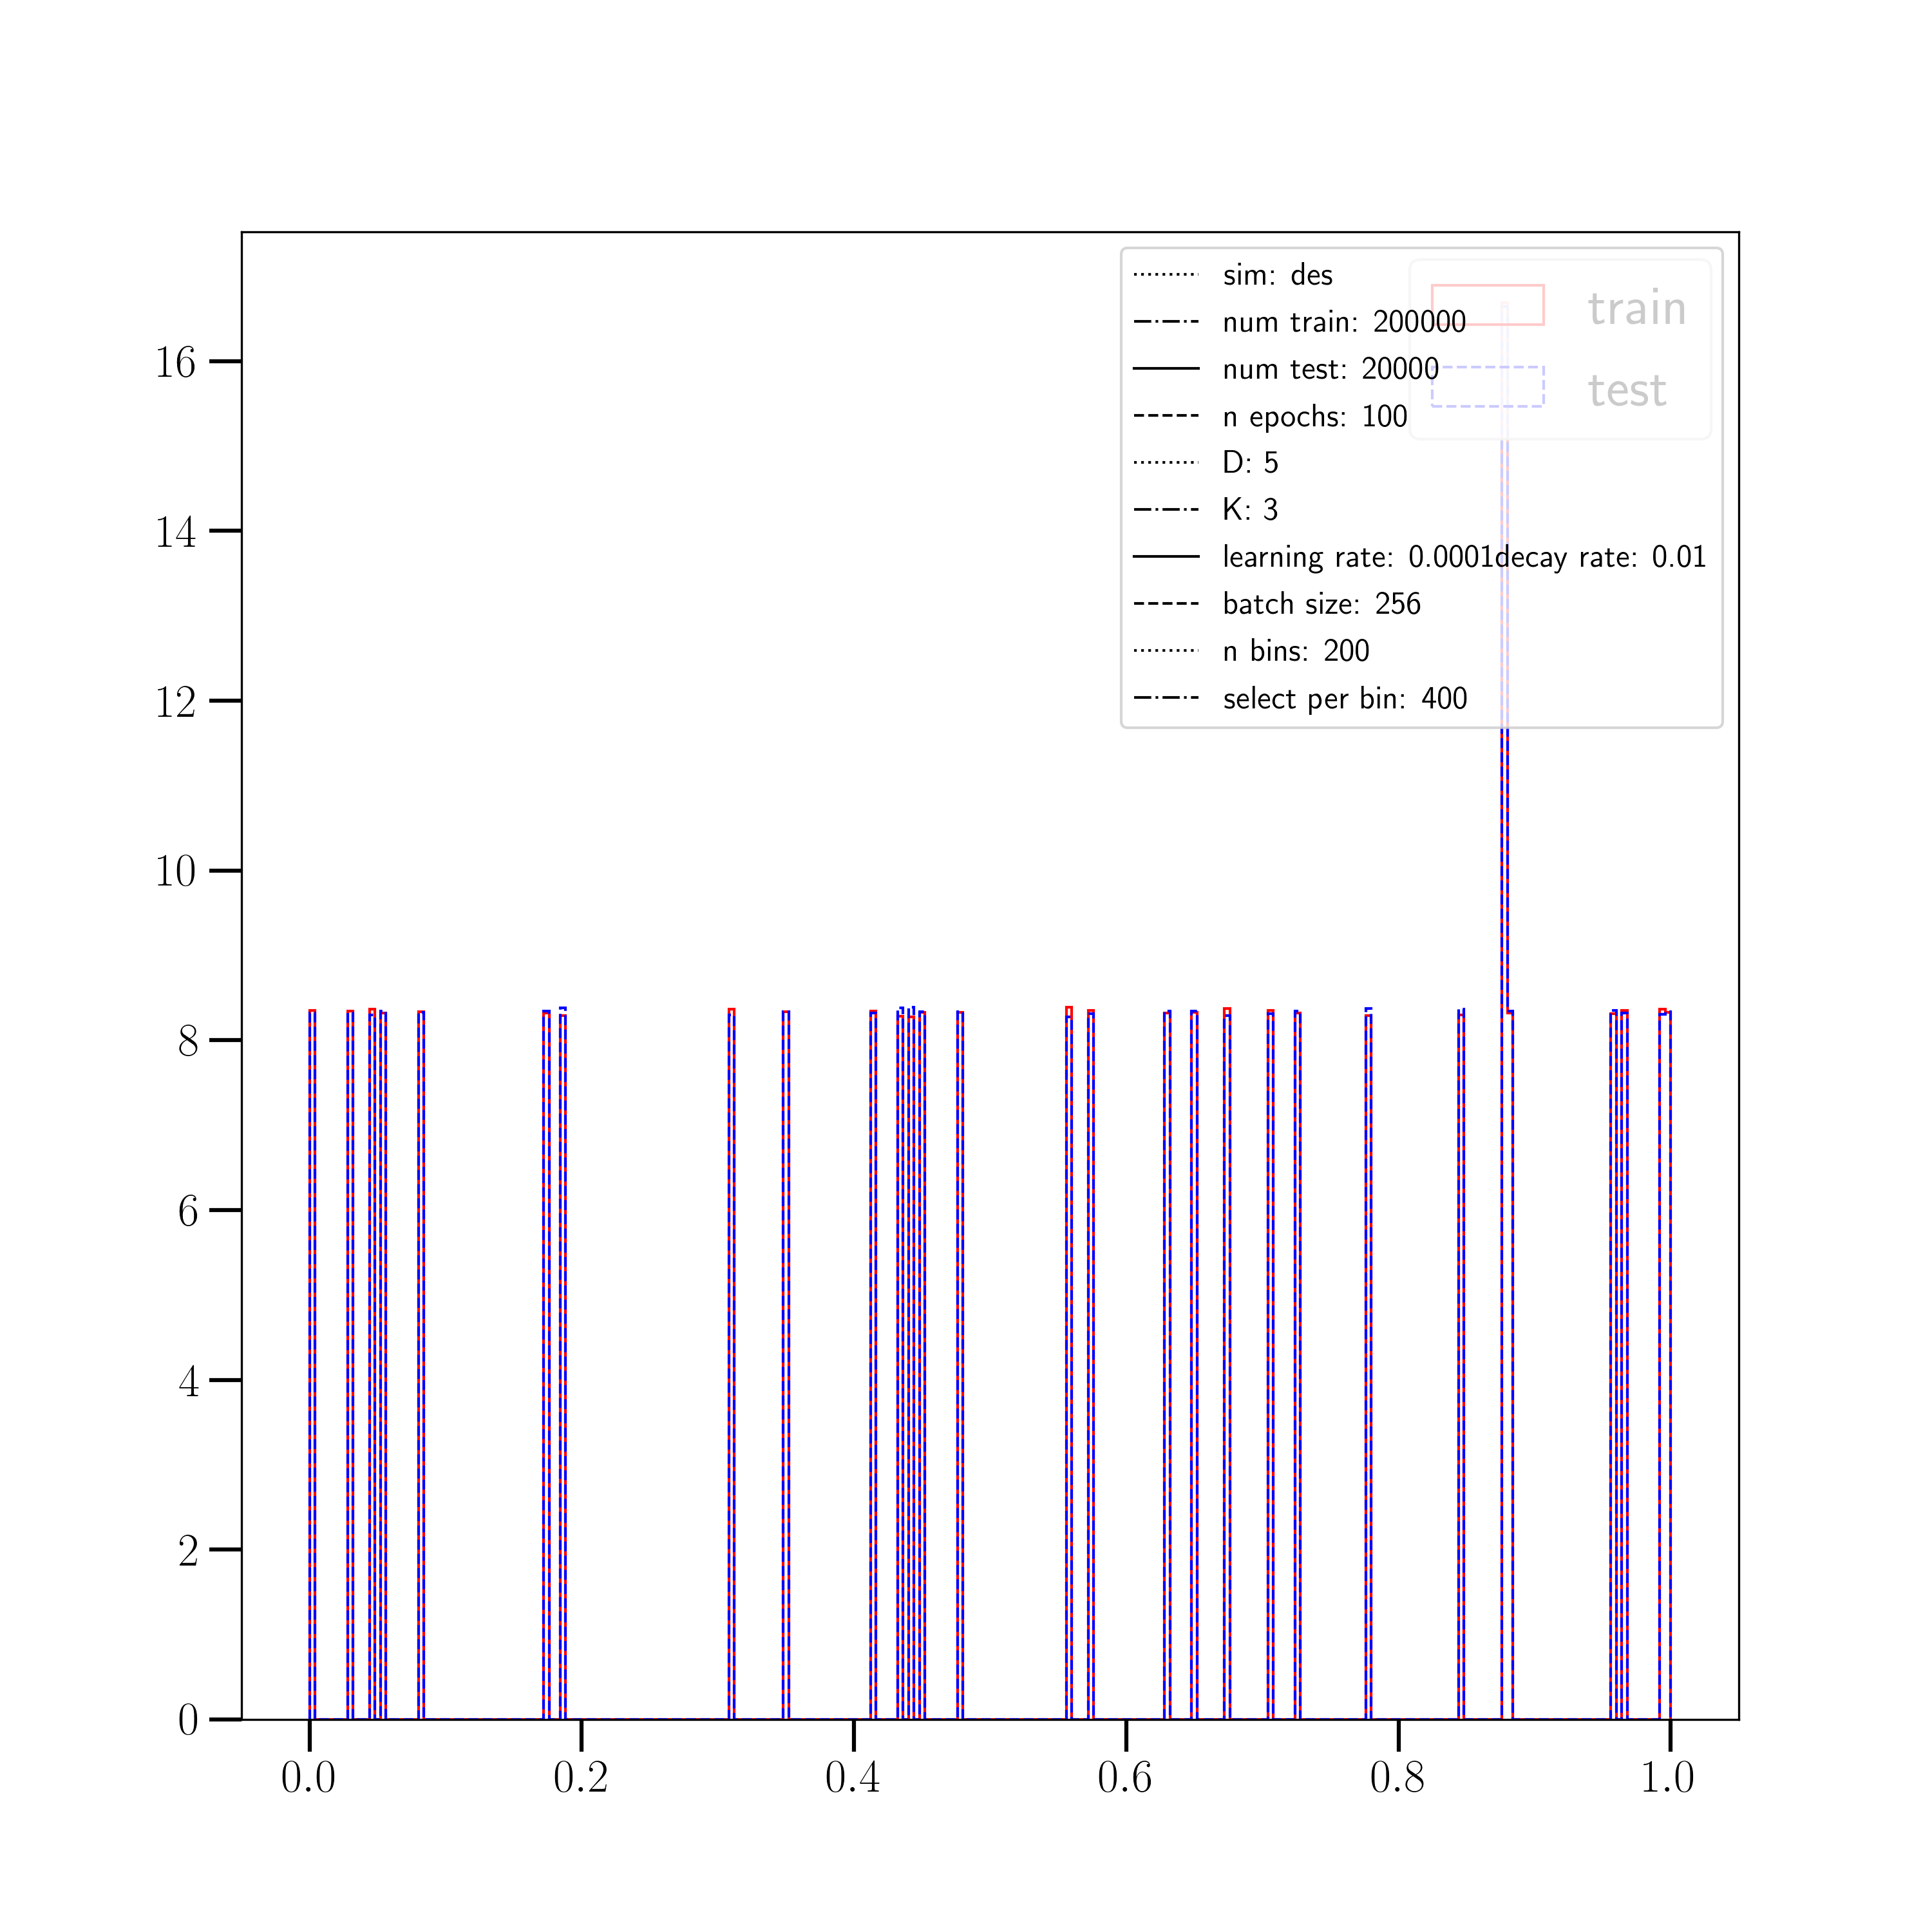 sim: des
num train: 200000
num test: 20000
n epochs: 100
D: 5
K: 3
learning rate: 0.0001decay rate: 0.01
batch size: 256
n bins: 200
select per bin: 400
train
test
16
14
12
10
8
6
4
2
0
0.0 0.2 0.4 0.6 0.8 1.0